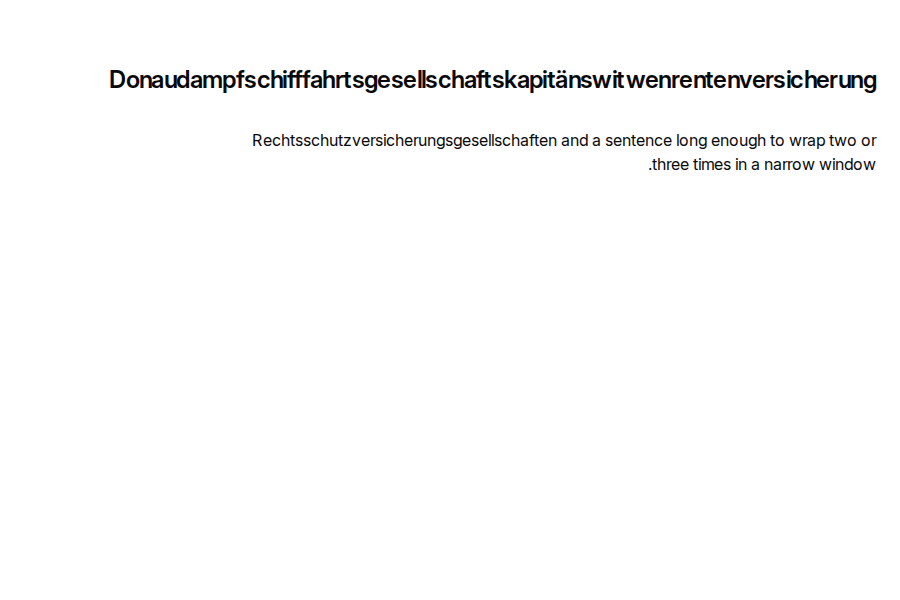 Donaudampfschifffahrtsgesellschaftskapitänswitwenrentenversicherung
Rechtsschutzversicherungsgesellschaften and a sentence long enough to wrap two or
.three times in a narrow window